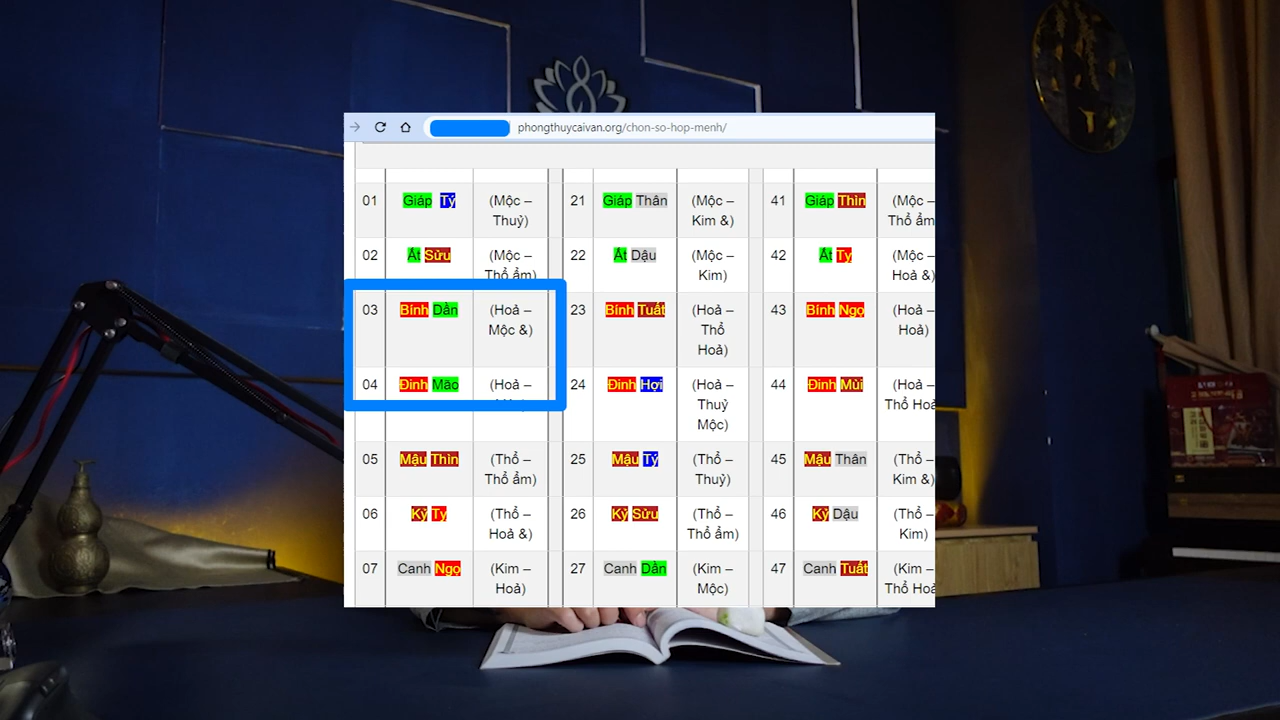 phongthuycaivan.org/chon-so-hop-menh/
01 Giáp Tý (Mộc – Thuỷ) 21 Giáp Thân (Mộc – Kim &) 41 Giáp Thìn (Mộc – Thổ ẩm
02 Ất Sửu (Mộc – Thổ ẩm) 22 Ất Dậu (Mộc – Kim) 42 Ất Tỵ (Mộc – Hoả &)
03 Bính Dần (Hoả – Mộc &) 23 Bính Tuất (Hoả – Thổ Hoả) 43 Bính Ngọ (Hoả – Hoả)
04 Đinh Mão (Hoả – 24 Đinh Hợi (Hoả – Thuỷ Mộc) 44 Đinh Mùi (Hoả – Thổ Hoả
05 Mậu Thìn (Thổ – Thổ ẩm) 25 Mậu Tý (Thổ – Thuỷ) 45 Mậu Thân (Thổ – Kim &)
06 Kỷ Tỵ (Thổ – Hoả &) 26 Kỷ Sửu (Thổ – Thổ ẩm) 46 Kỷ Dậu (Thổ – Kim)
07 Canh Ngọ (Kim – Hoả) 27 Canh Dần (Kim – Mộc) 47 Canh Tuất (Kim – Thổ Hoả